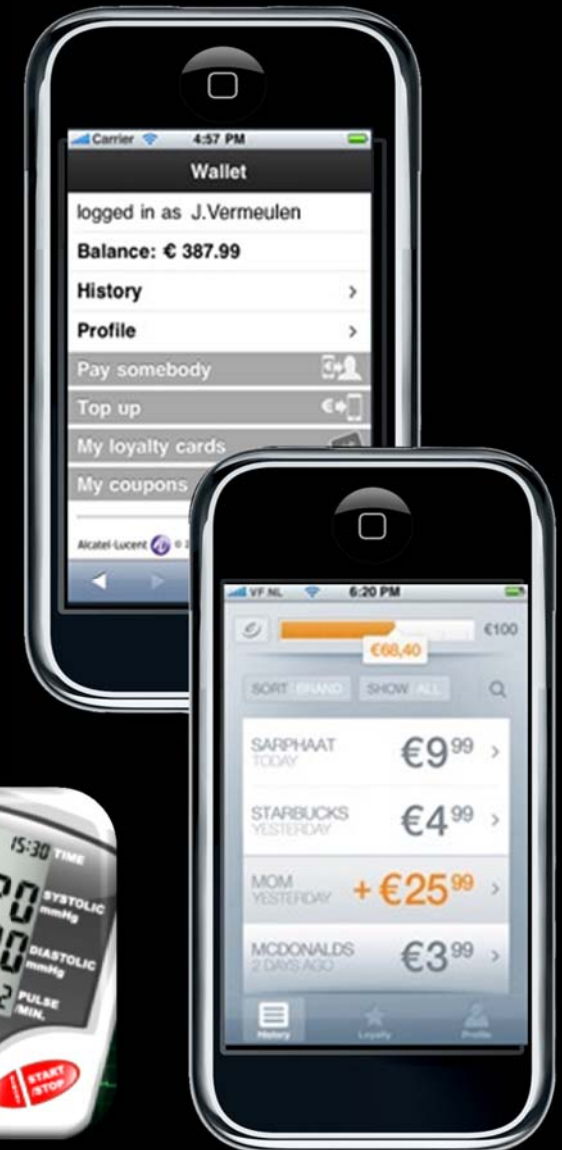 Carrier 4:57 PM
Wallet
logged in as J.Vermeulen
Balance: € 387.99
History >
Profile >
Pay somebody
Top up
My loyalty cards
My coupons
Alcatel-Lucent ©
VF NL 6:20 PM
€100
€68,40
SORT BRAND SHOW ALL
SARPHAAT €9 99 >
TODAY
STARBUCKS €4 99 >
YESTERDAY
MOM + €25 99 >
YESTERDAY
MCDONALDS €3 99 >
2 DAYS AGO
History Loyalty Profile
15:30 TIME
SYSTOLIC
mmHg
DIASTOLIC
mmHg
2 PULSE
/MIN.
START
/STOP